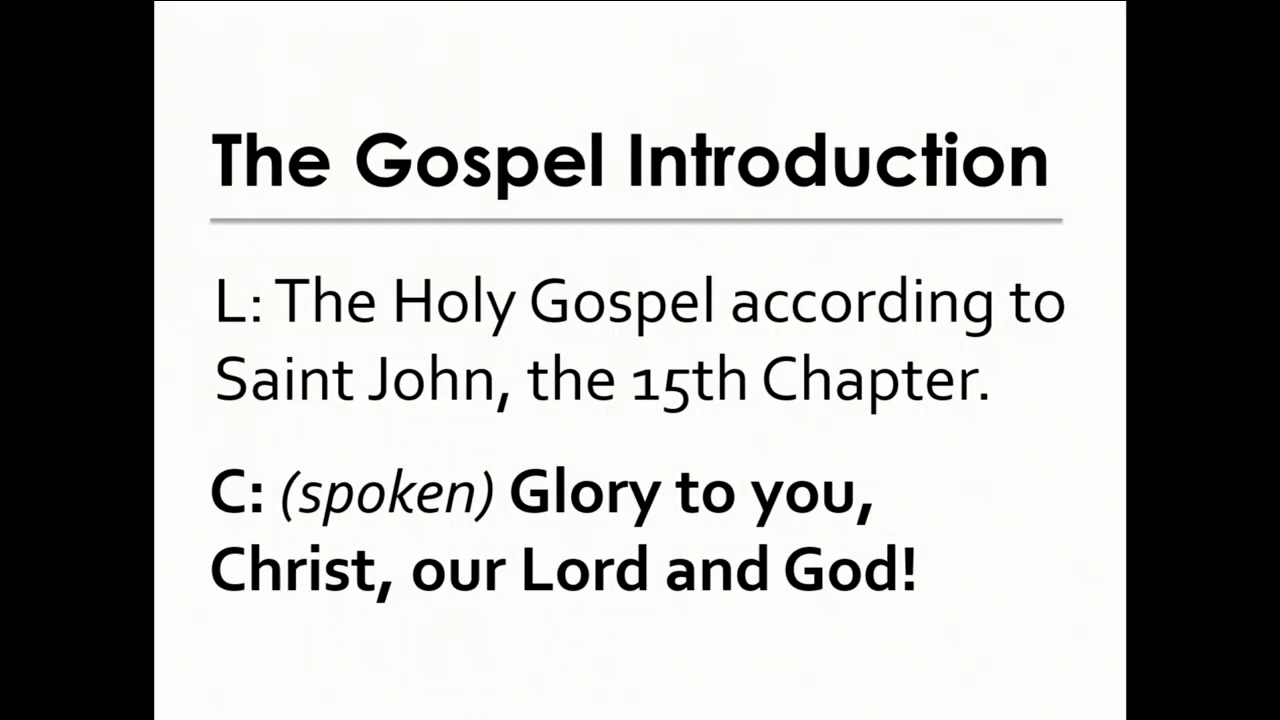 The Gospel Introduction
L: The Holy Gospel according to
Saint John, the 15th Chapter.
C: (spoken) Glory to you,
Christ, our Lord and God!